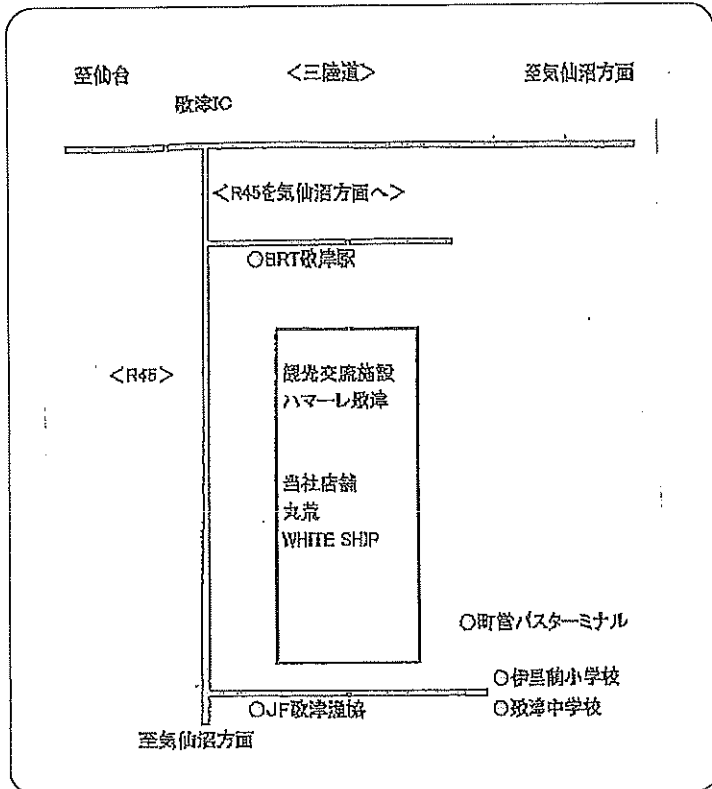 至仙台
＜三陸道＞
至気仙沼方面
歌津IC
＜R45を気仙沼方面へ＞
○BRT歌津駅
＜R45＞
観光交流施設
ハマーレ歌津
当社店舗
丸荒
WHITE SHIP
○町営バスターミナル
○伊里前小学校
○JF歌津漁協
○歌津中学校
至気仙沼方面